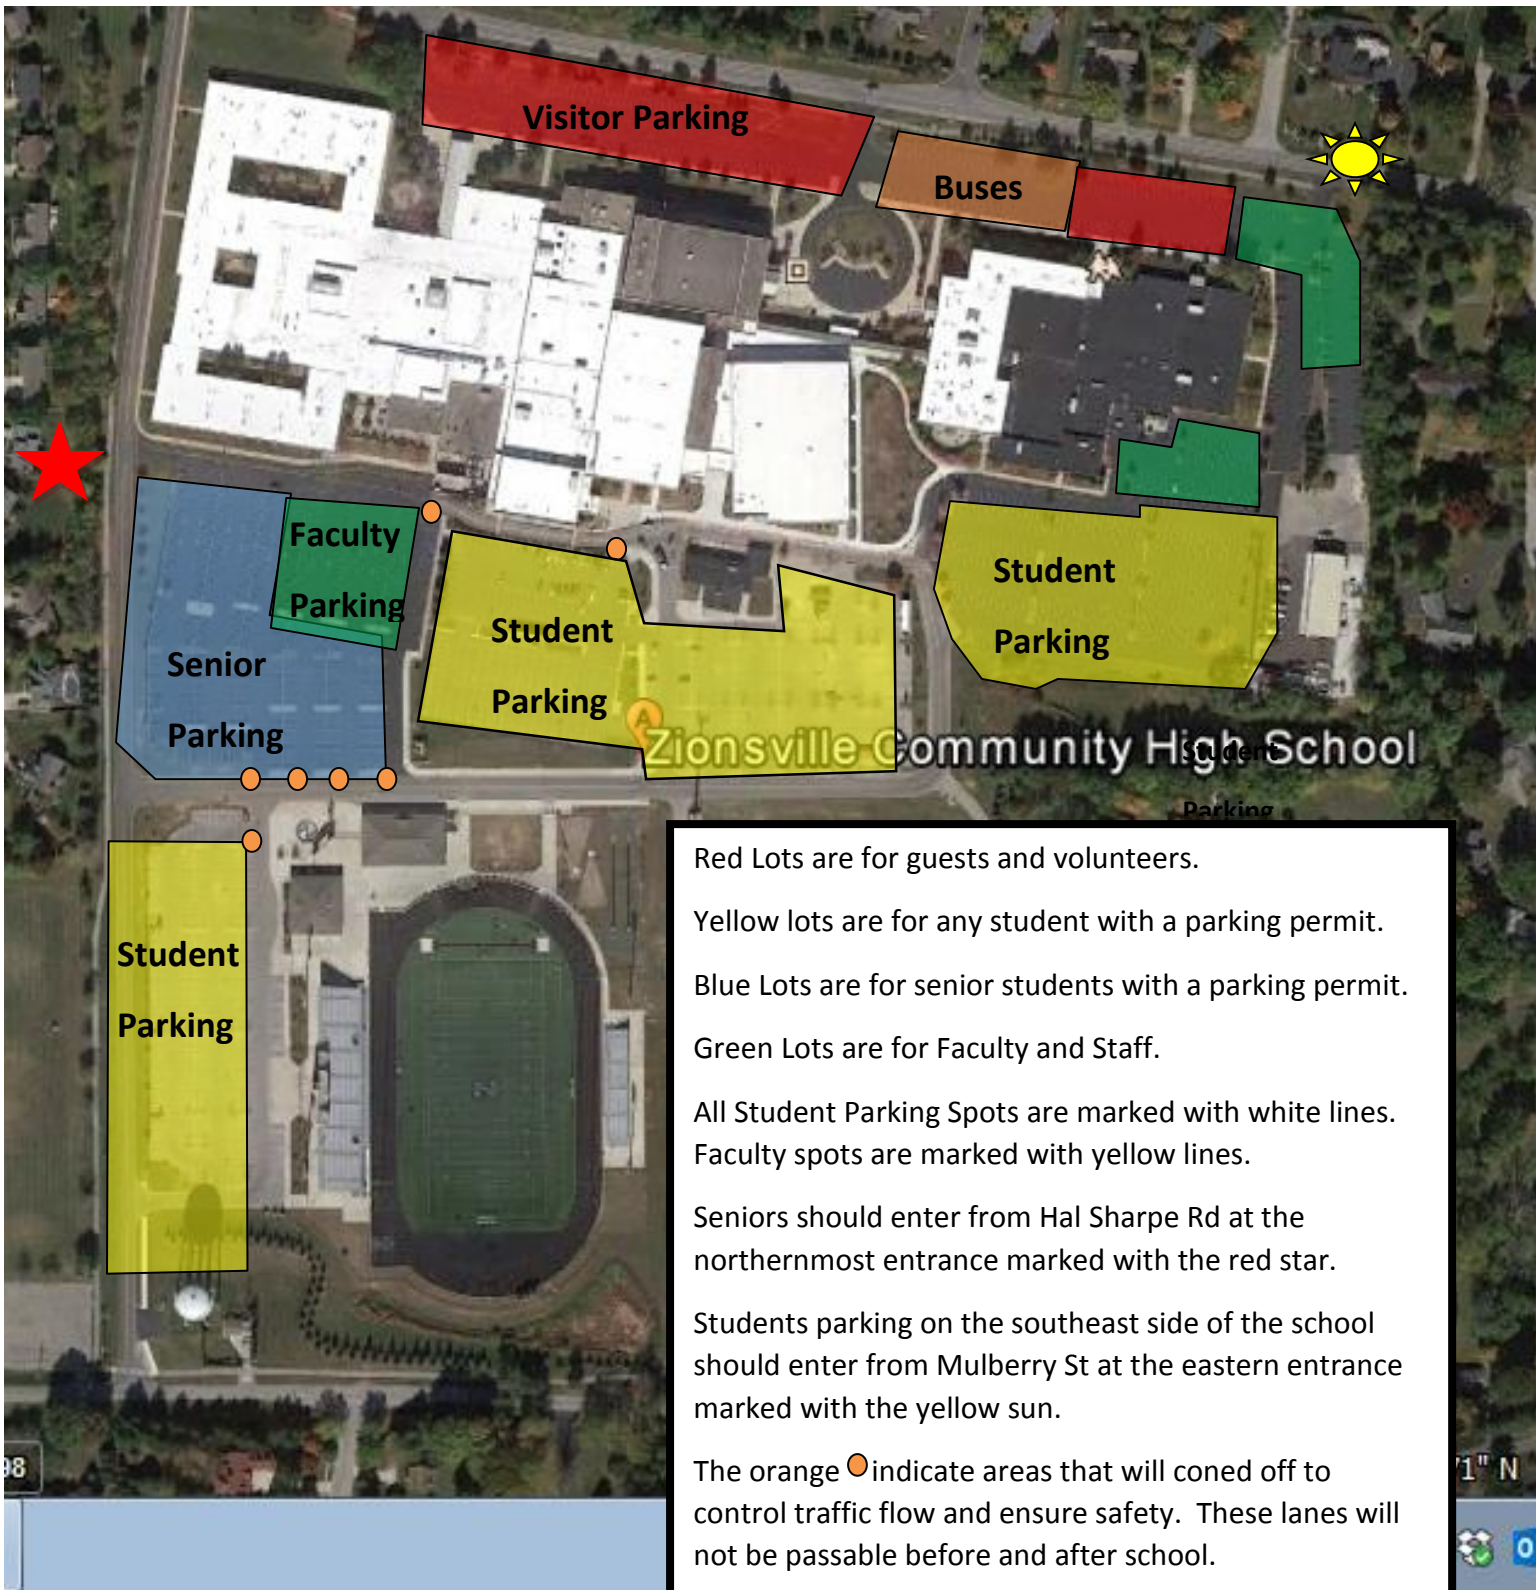 Visitor Parking
Buses
Faculty
Parking
Student
Parking
Student
Parking
Senior
Parking
A
Zionsville Community High School
Student
Parking
Student
Parking
Red Lots are for guests and volunteers.
Yellow lots are for any student with a parking permit.
Blue Lots are for senior students with a parking permit.
Green Lots are for Faculty and Staff.
All Student Parking Spots are marked with white lines.
Faculty spots are marked with yellow lines.
Seniors should enter from Hal Sharpe Rd at the
northernmost entrance marked with the red star.
Students parking on the southeast side of the school
should enter from Mulberry St at the eastern entrance
marked with the yellow sun.
The orange indicate areas that will coned off to
control traffic flow and ensure safety. These lanes will
not be passable before and after school.
98
71" N